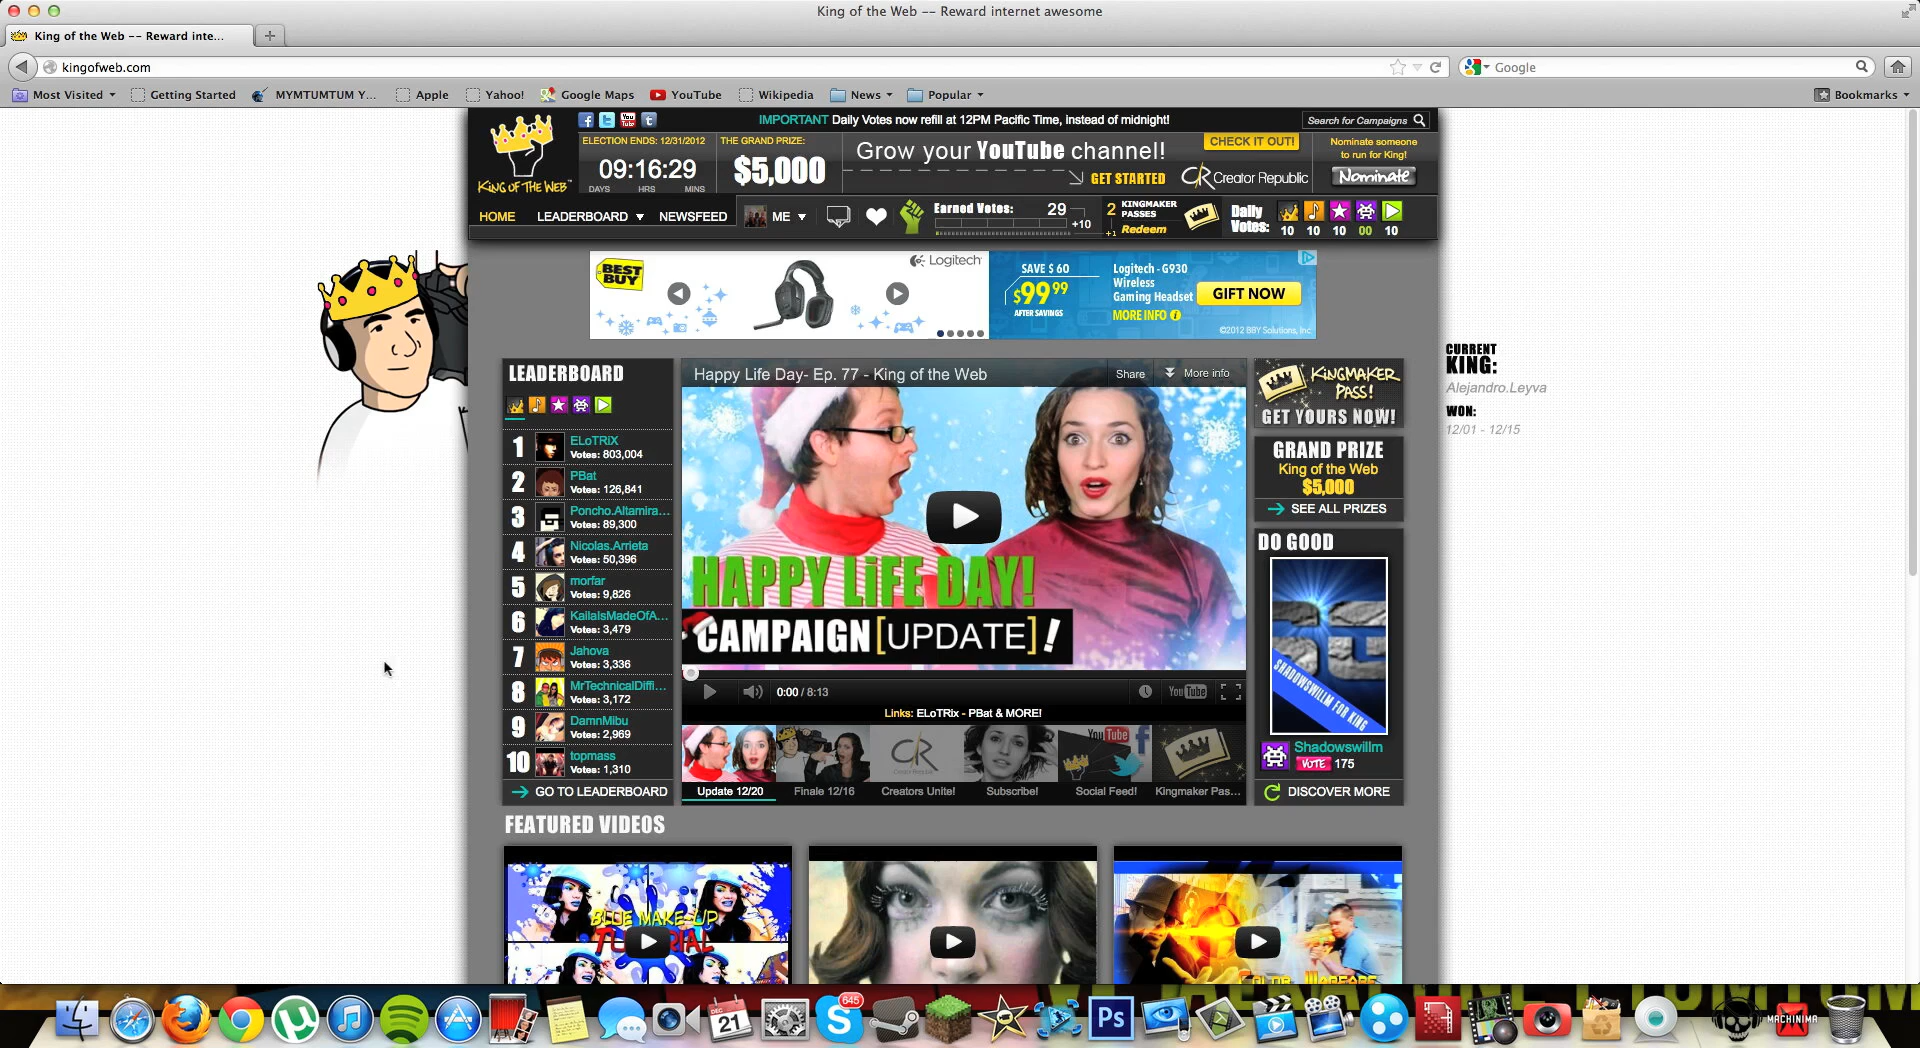 King of the Web -- Reward internet awesome
King of the Web -- Reward inte...
kingofweb.com
Google
Most Visited
Getting Started
MYMTUMTUM Y...
Apple
Yahoo!
Google Maps
YouTube
Wikipedia
News
Popular
Bookmarks
IMPORTANT Daily Votes now refill at 12PM Pacific Time, instead of midnight!
Search for Campaigns
KING OF THE WEB
ELECTION ENDS: 12/31/2012
09:16:29
DAYS HRS MINS
THE GRAND PRIZE:
$5,000
Grow your YouTube channel!
CHECK IT OUT!
GET STARTED
Creator Republic
Nominate someone
to run for King!
Nominate
HOME
LEADERBOARD
NEWSFEED
ME
Earned Votes: 29
+10
+1
2 KINGMAKER
PASSES
Redeem
Daily
Votes:
10 10 10 00 10
BEST
BUY
Logitech
SAVE $60
$99 99
AFTER SAVINGS
Logitech - G930
Wireless
Gaming Headset
MORE INFO
GIFT NOW
©2012 BBY Solutions, Inc
LEADERBOARD
1 ELoTRiX
Votes: 803,004
2 PBat
Votes: 126,841
3 Poncho.Altamira...
Votes: 89,300
4 Nicolas.Arrieta
Votes: 50,396
5 morfar
Votes: 9,826
6 KailaIsMadeOfA...
Votes: 3,479
7 Jahova
Votes: 3,336
8 MrTechnicalDiffi...
Votes: 3,172
9 DamnMibu
Votes: 2,969
10 topmass
Votes: 1,310
GO TO LEADERBOARD
Happy Life Day- Ep. 77 - King of the Web
Share
More info
HAPPY LiFE DAY!
CAMPAIGN [UPDATE] !
0:00 / 8:13
YouTube
Links: ELoTRix - PBat & MORE!
CR
You Tube
Update 12/20
Finale 12/16
Creators Unite!
Subscribe!
Social Feed!
Kingmaker Pas...
KINGMAKER
PASS!
GET YOURS NOW!
GRAND PRIZE
King of the Web
$5,000
SEE ALL PRIZES
DO GOOD
SHADOWSWILLM FOR KING
Shadowswillm
VOTE 175
DISCOVER MORE
CURRENT
KING:
Alejandro.Leyva
WON:
12/01 - 12/15
FEATURED VIDEOS
BLUE MAKE-UP
TUTORIAL
COLOR WARFARE
DEC
21
645
Ps
MACHINIMA